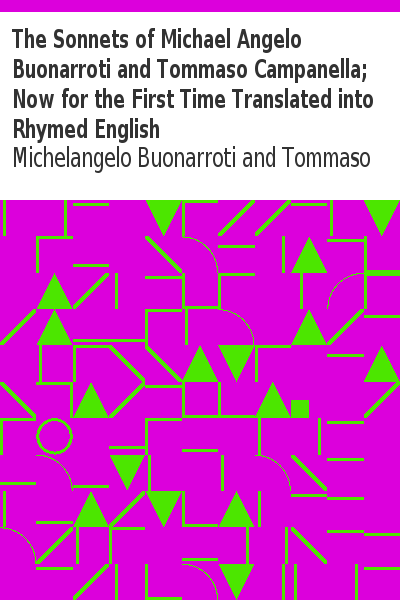 The Sonnets of Michael Angelo
Buonarroti and Tommaso Campanella;
Now for the First Time Translated into
Rhymed English
Michelangelo Buonarroti and Tommaso